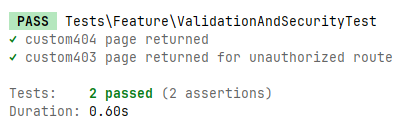 PASS Tests\Feature\ValidationAndSecurityTest
✓ custom404 page returned
✓ custom403 page returned for unauthorized route
Tests: 2 passed (2 assertions)
Duration: 0.60s